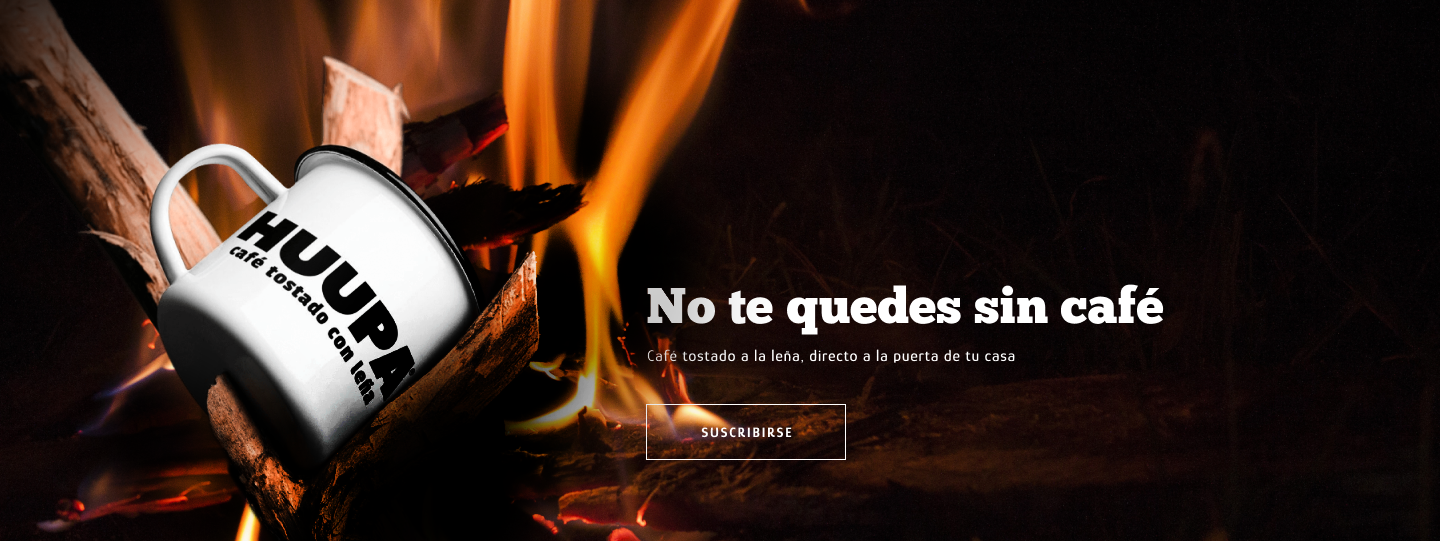 HUUPA
café tostado con leña
No te quedes sin café
Café tostado a la leña, directo a la puerta de tu casa
SUSCRIBIRSE